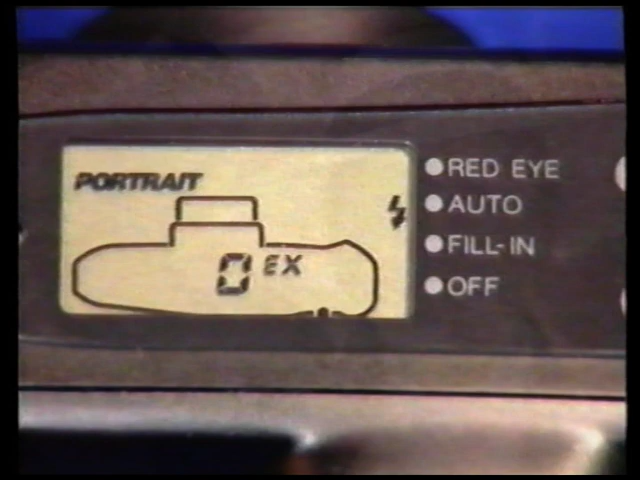 PORTRAIT
0 EX
RED EYE
AUTO
FILL-IN
OFF